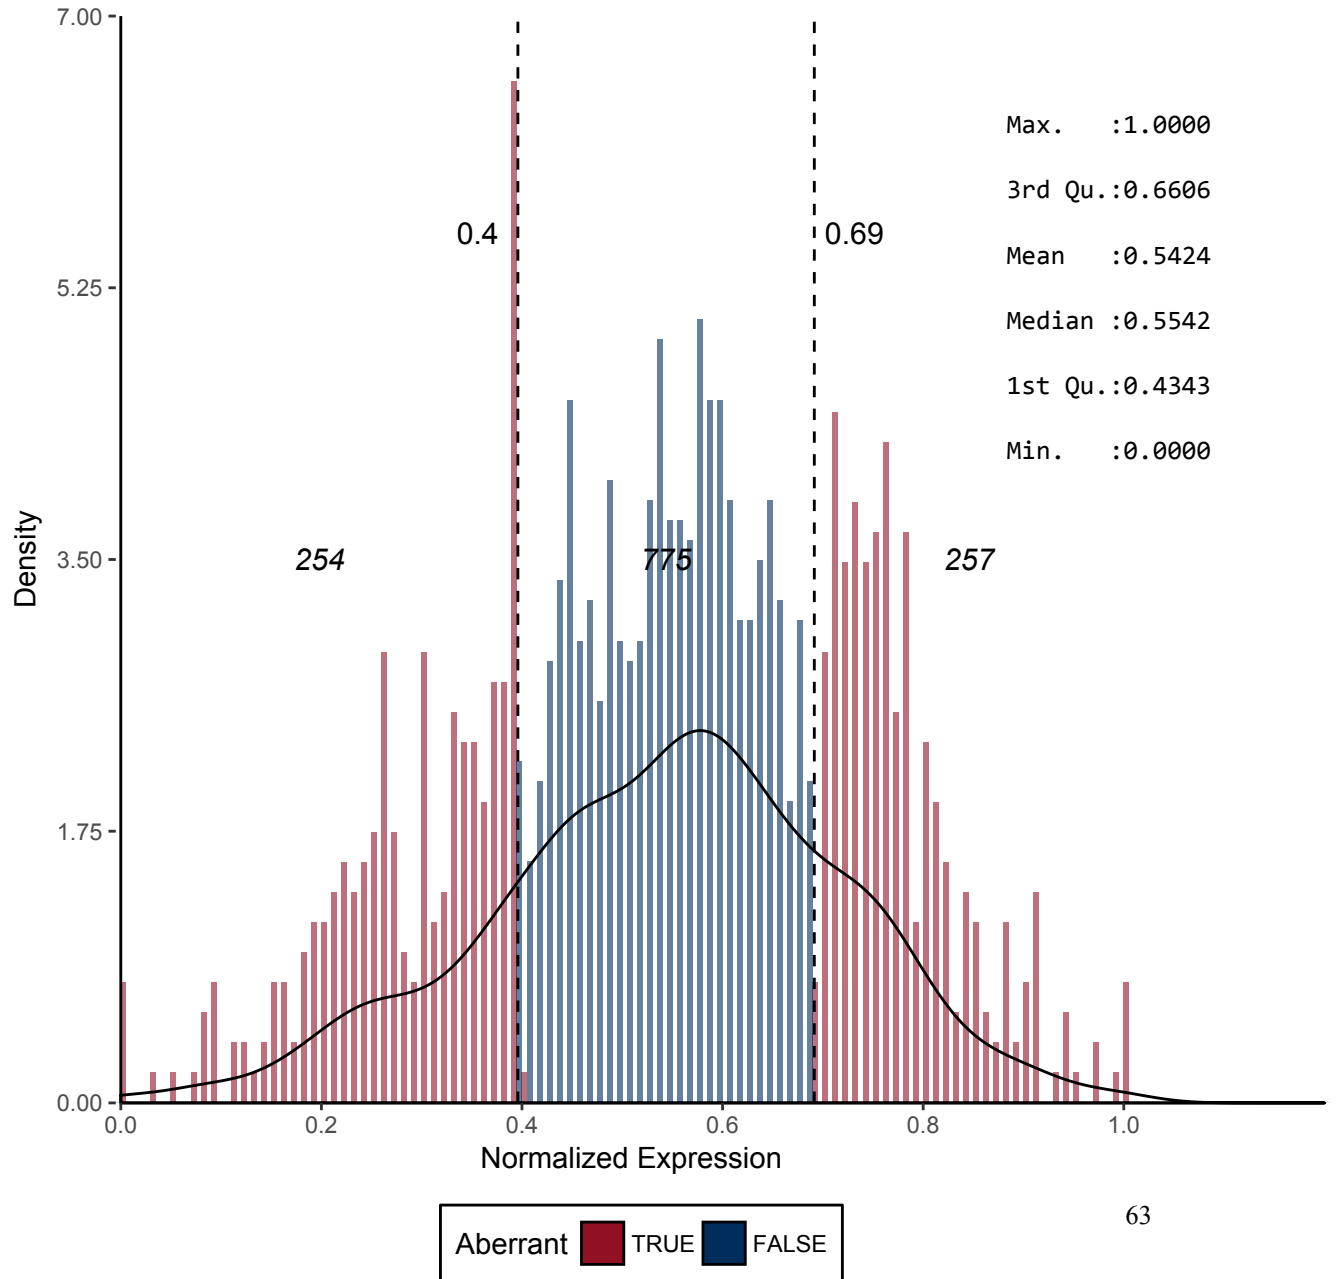 7.00
Max. :1.0000
3rd Qu.:0.6606
0.4
0.69
Mean :0.5424
5.25
Median :0.5542
1st Qu.:0.4343
Min. :0.0000
Density
3.50
254
775
257
1.75
0.00
0.0 0.2 0.4 0.6 0.8 1.0
Normalized Expression
63
Aberrant TRUE FALSE